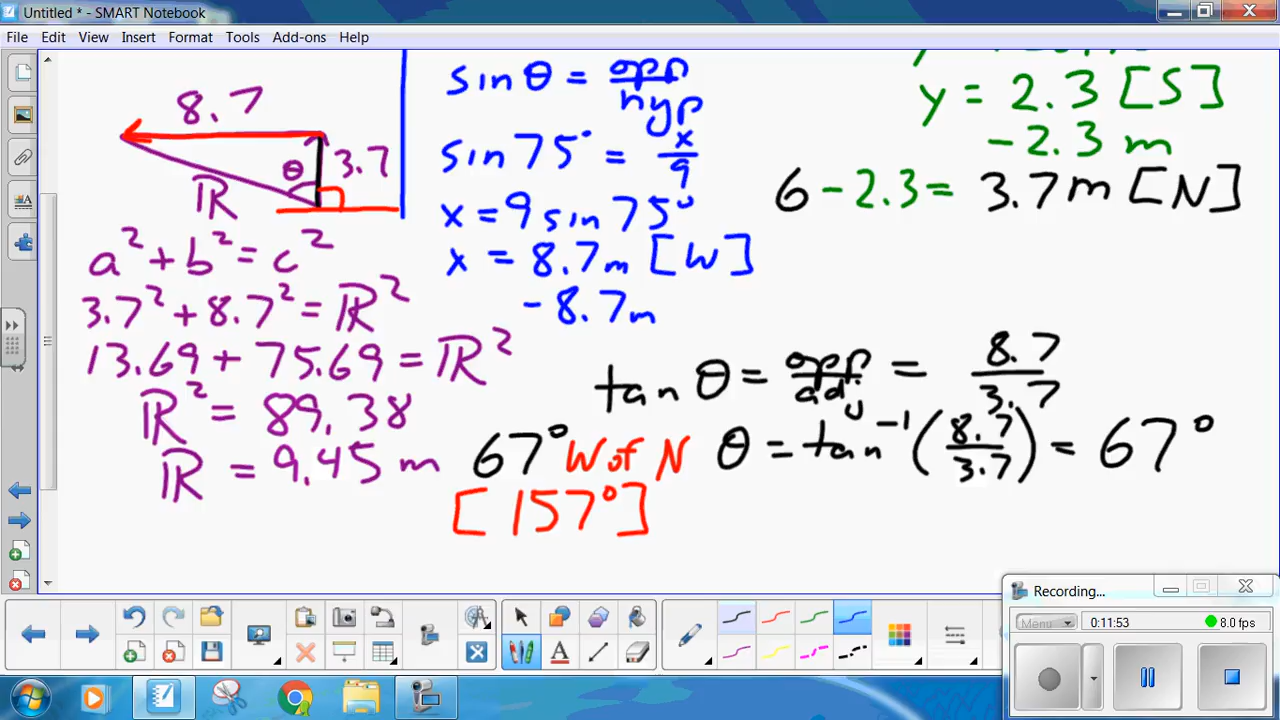 Untitled * - SMART Notebook
File Edit View Insert Format Tools Add-ons Help
8.7
θ
3.7
R
a² + b² = c²
3.7² + 8.7² = R²
13.69 + 75.69 = R²
R² = 89.38
R = 9.45 m
67° W of N
[157°]
sin θ = opp/hyp
sin 75° = x/9
x = 9 sin 75°
x = 8.7m [W]
-8.7m
y = 2.3 [S]
-2.3 m
6 - 2.3 = 3.7m [N]
tan θ = opp/adj = 8.7/3.7
θ = tan⁻¹(8.7/3.7) = 67°
Recording...
Menu
0:11:53
8.0 fps